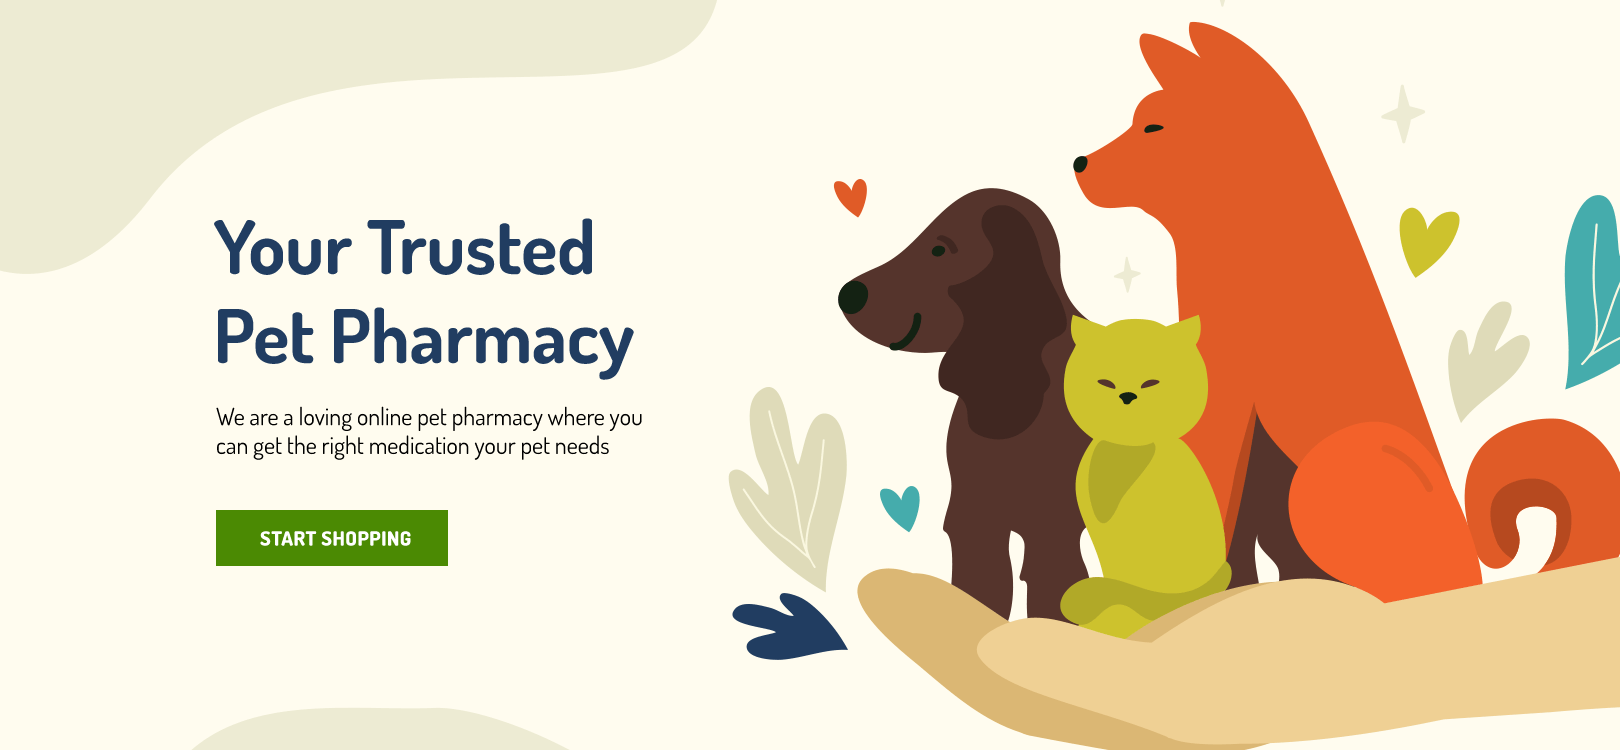 Your Trusted
Pet Pharmacy
We are a loving online pet pharmacy where you
can get the right medication your pet needs
START SHOPPING